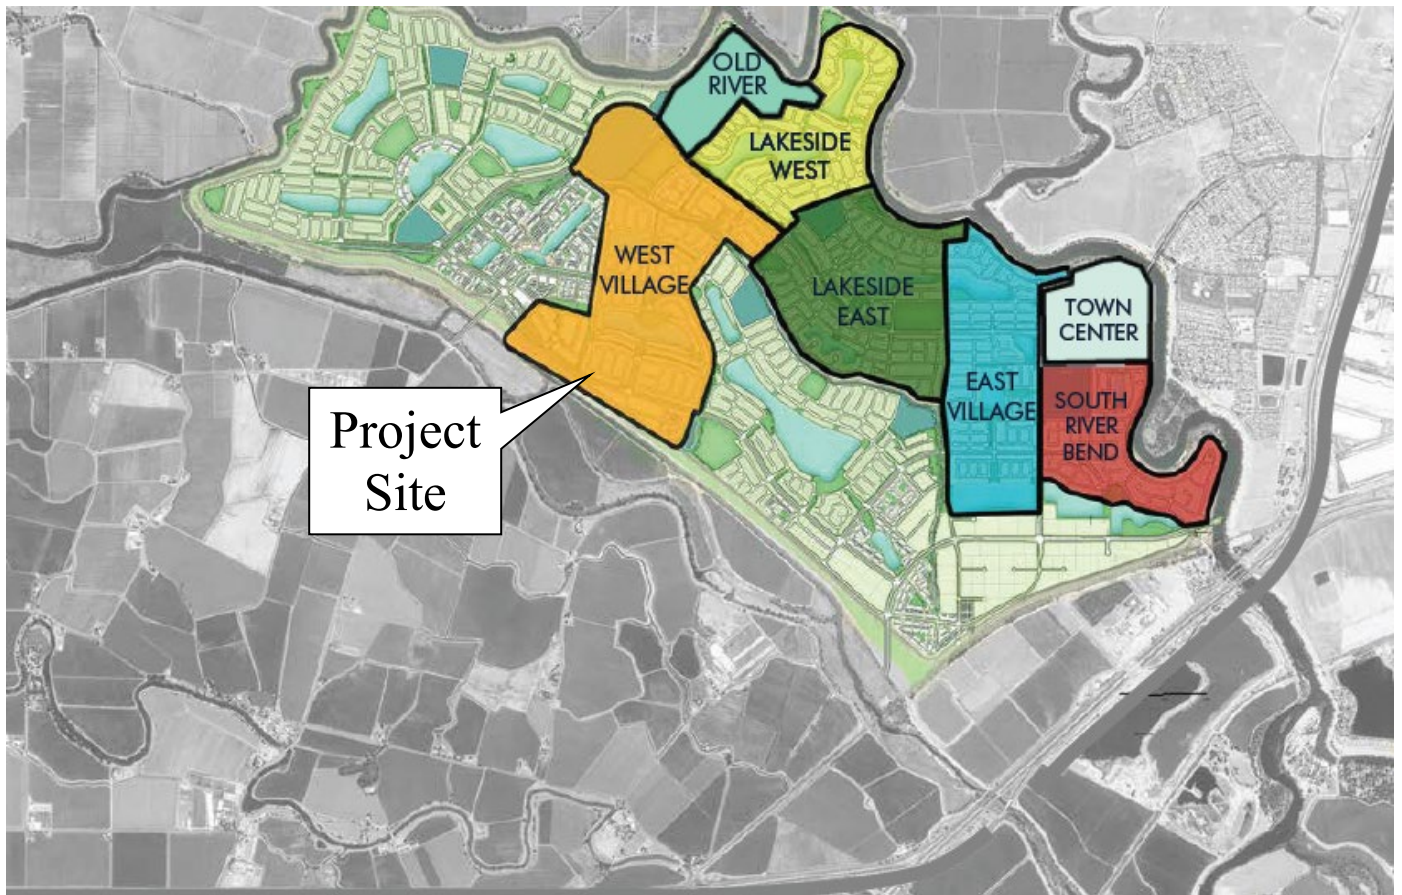 OLD
RIVER
LAKESIDE
WEST
WEST
VILLAGE
LAKESIDE
EAST
TOWN
CENTER
EAST
VILLAGE
SOUTH
RIVER
BEND
Project
Site